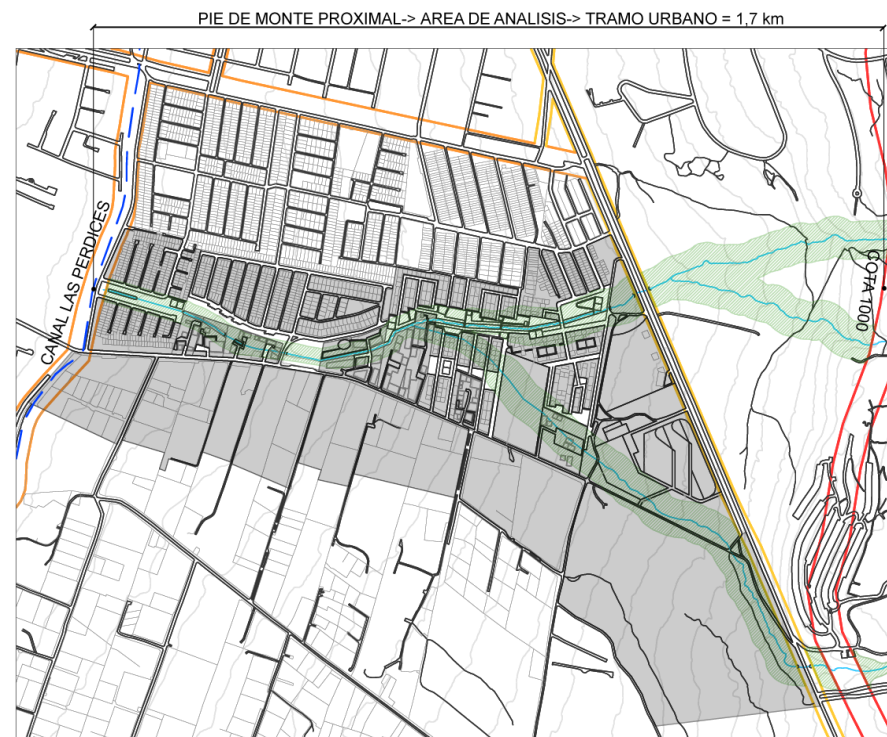 PIE DE MONTE PROXIMAL-> AREA DE ANALISIS-> TRAMO URBANO = 1,7 km
CANAL LAS PERDICES
COTA 1000